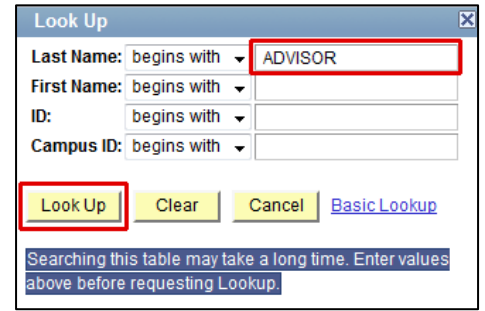 Look Up
Last Name: begins with ADVISOR
First Name: begins with
ID: begins with
Campus ID: begins with
Look Up Clear Cancel Basic Lookup
Searching this table may take a long time. Enter values
above before requesting Lookup.